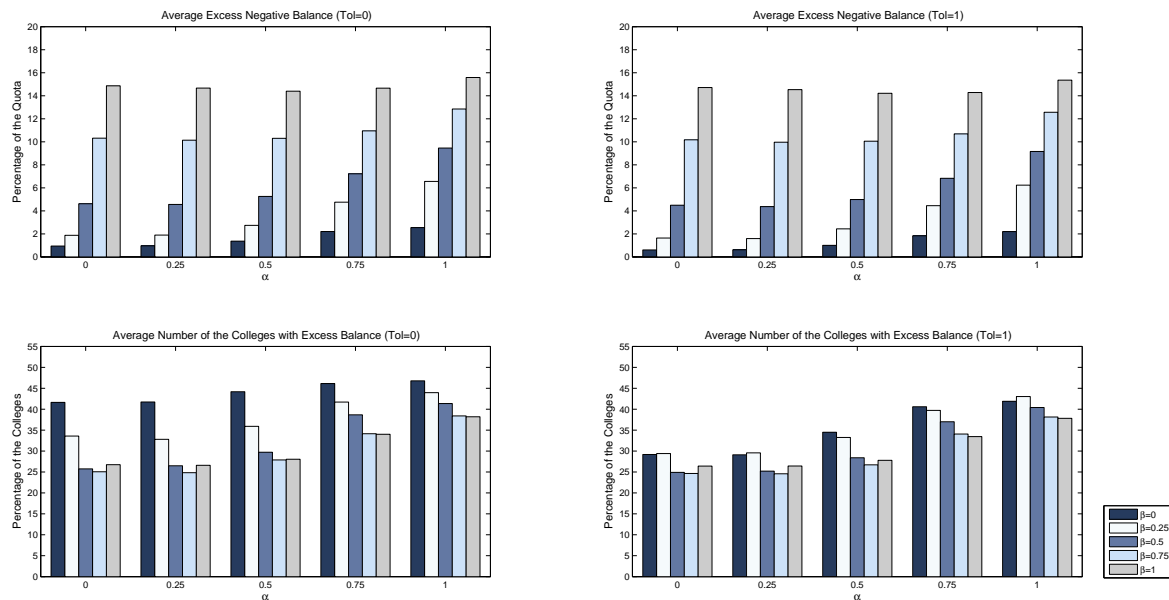 Average Excess Negative Balance (Tol=0)
20
18
16
14
12
10
8
6
4
2
0
Percentage of the Quota
0 0.25 0.5 0.75 1
α
Average Excess Negative Balance (Tol=1)
20
18
16
14
12
10
8
6
4
2
0
Percentage of the Quota
0 0.25 0.5 0.75 1
α
Average Number of the Colleges with Excess Balance (Tol=0)
55
50
45
40
35
30
25
20
15
10
5
0
Percentage of the Colleges
0 0.25 0.5 0.75 1
α
Average Number of the Colleges with Excess Balance (Tol=1)
55
50
45
40
35
30
25
20
15
10
5
0
Percentage of the Colleges
0 0.25 0.5 0.75 1
α
β=0
β=0.25
β=0.5
β=0.75
β=1